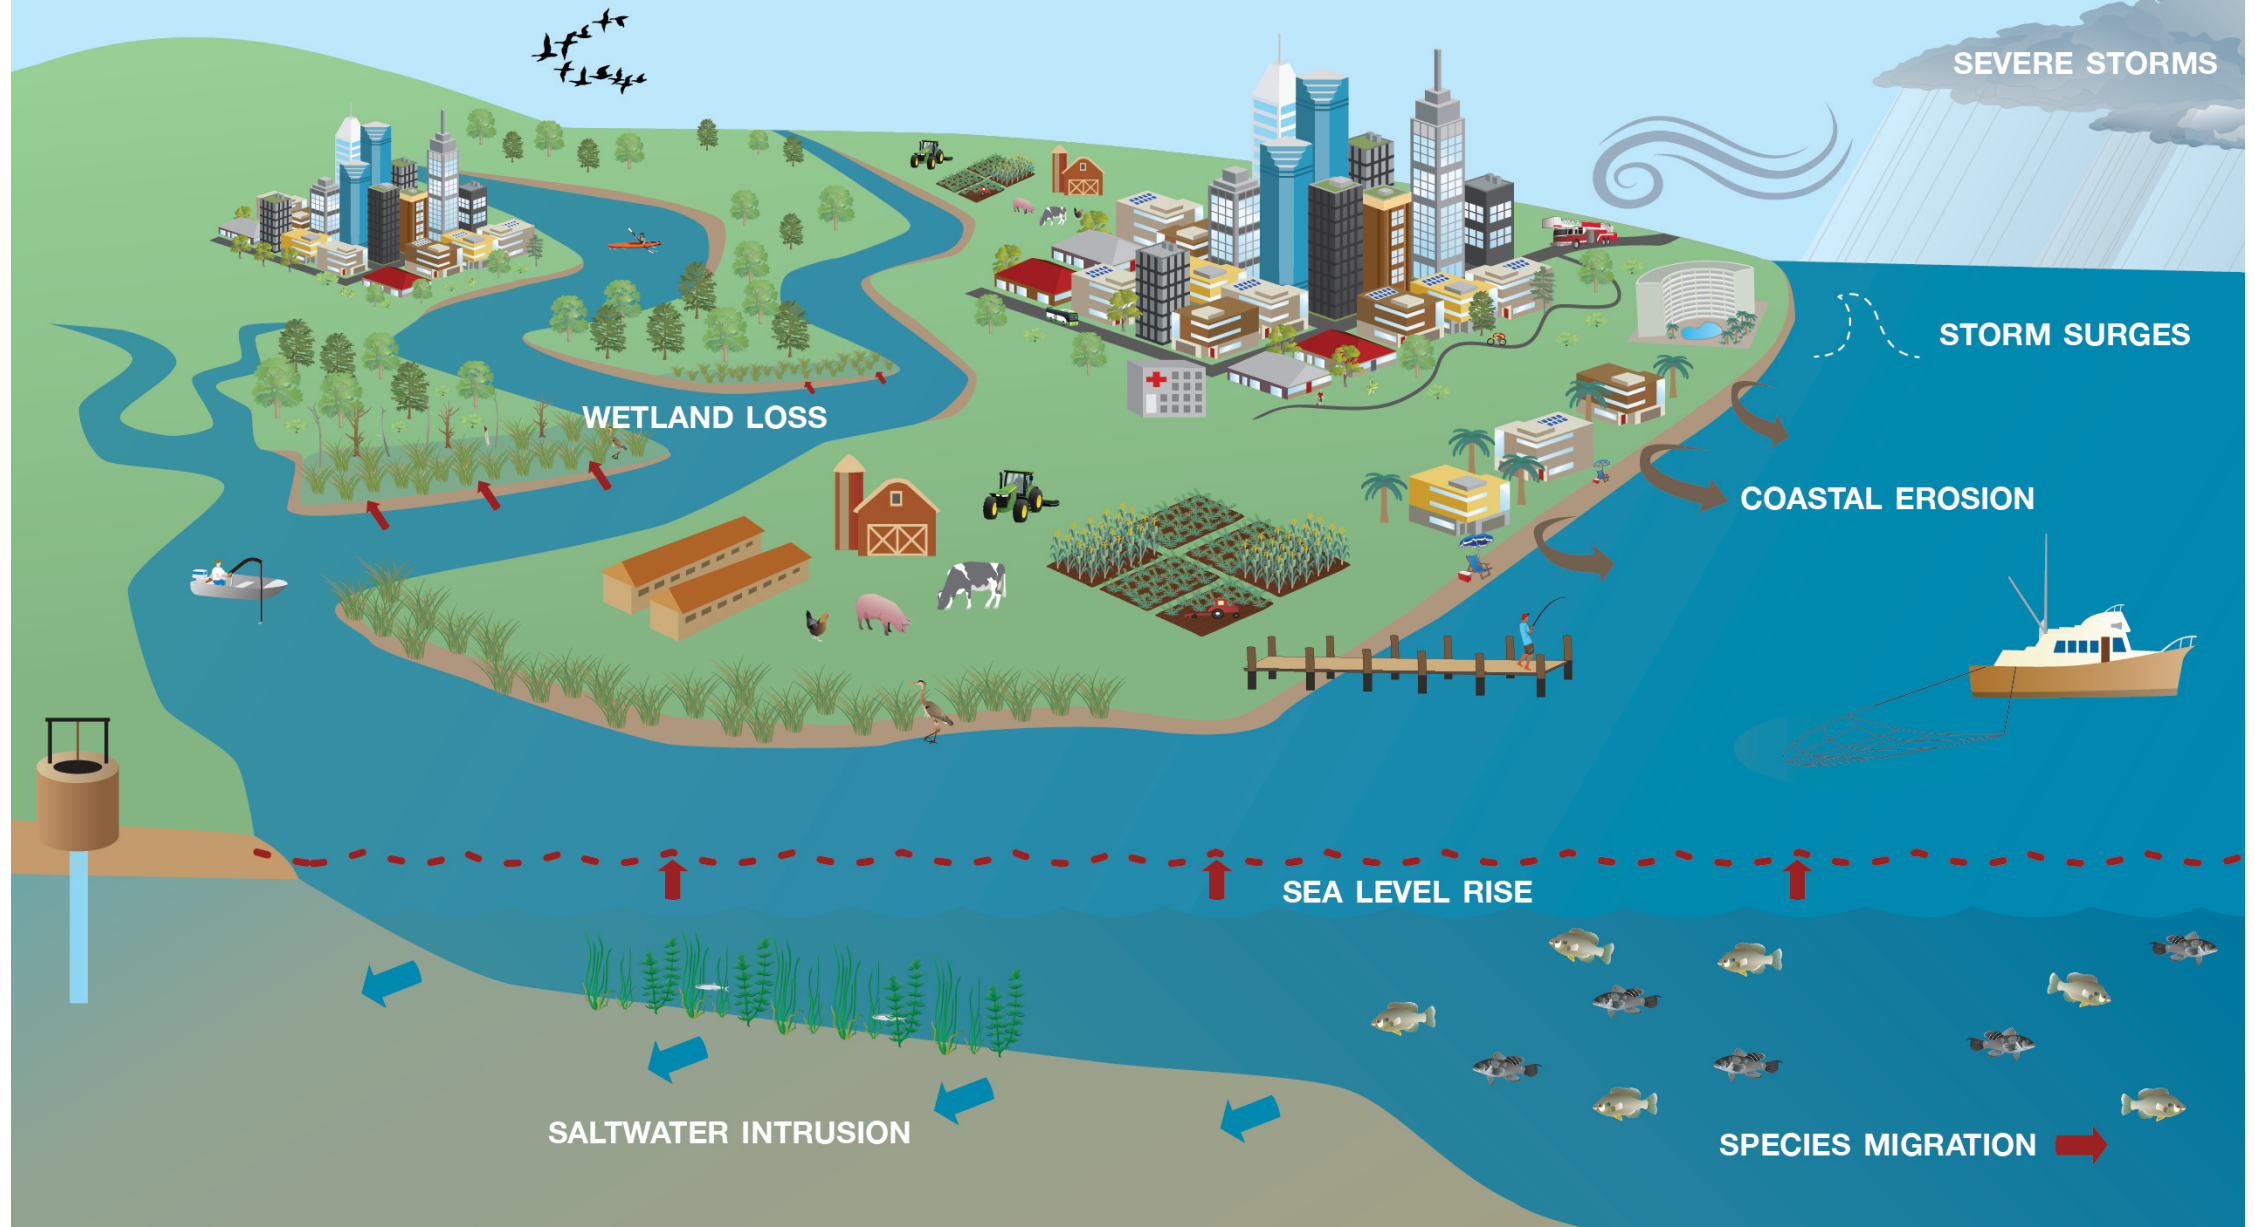 SEVERE STORMS
STORM SURGES
WETLAND LOSS
COASTAL EROSION
SEA LEVEL RISE
SALTWATER INTRUSION
SPECIES MIGRATION